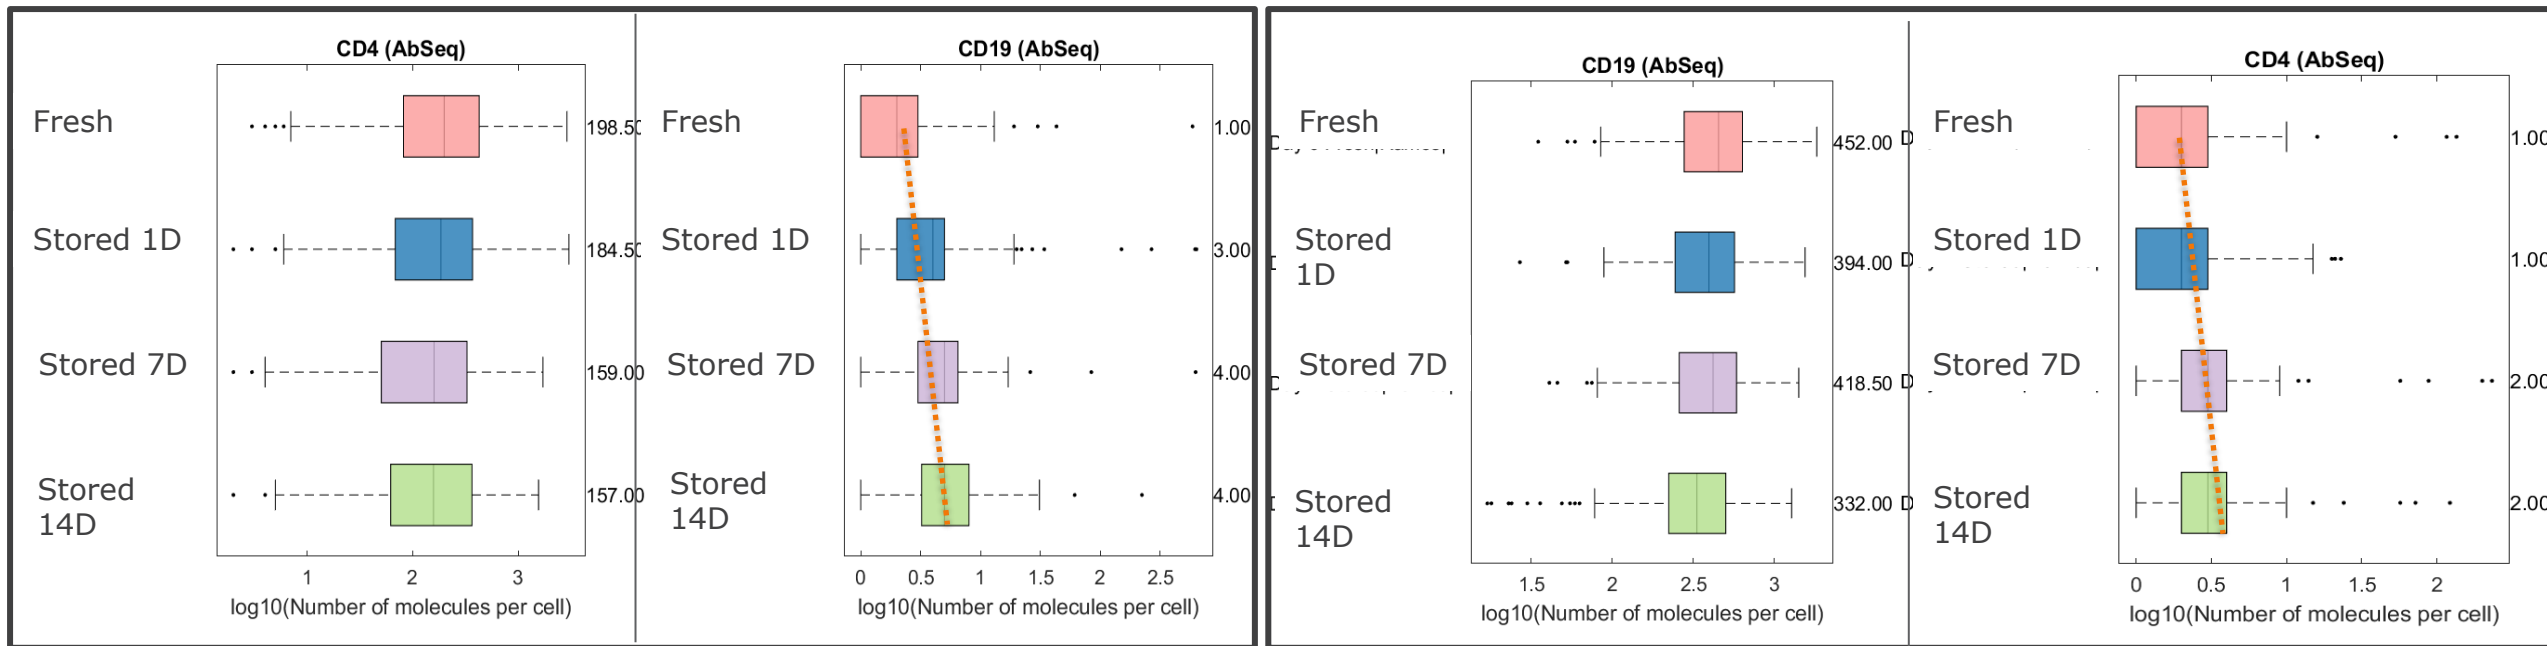 CD4 (AbSeq)
Fresh
198.50
Stored 1D
184.50
Stored 7D
159.00
Stored
14D
157.00
1
2
3
log10(Number of molecules per cell)
CD19 (AbSeq)
Fresh
1.00
Stored 1D
3.00
Stored 7D
4.00
Stored
14D
4.00
0
0.5
1
1.5
2
2.5
log10(Number of molecules per cell)
CD19 (AbSeq)
Fresh
452.00
Stored
1D
394.00
Stored 7D
418.50
Stored
14D
332.00
1.5
2
2.5
3
log10(Number of molecules per cell)
CD4 (AbSeq)
Fresh
1.00
Stored 1D
1.00
Stored 7D
2.00
Stored
14D
2.00
0
0.5
1
1.5
2
log10(Number of molecules per cell)